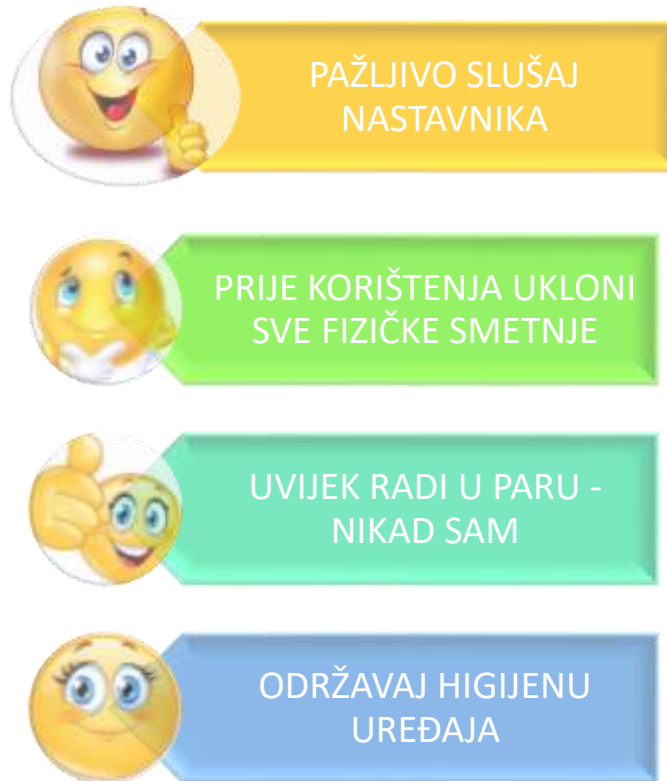 PAŽLJIVO SLUŠAJ
NASTAVNIKA
PRIJE KORIŠTENJA UKLONI
SVE FIZIČKE SMETNJE
UVIJEK RADI U PARU -
NIKAD SAM
ODRŽAVAJ HIGIJENU
UREĐAJA